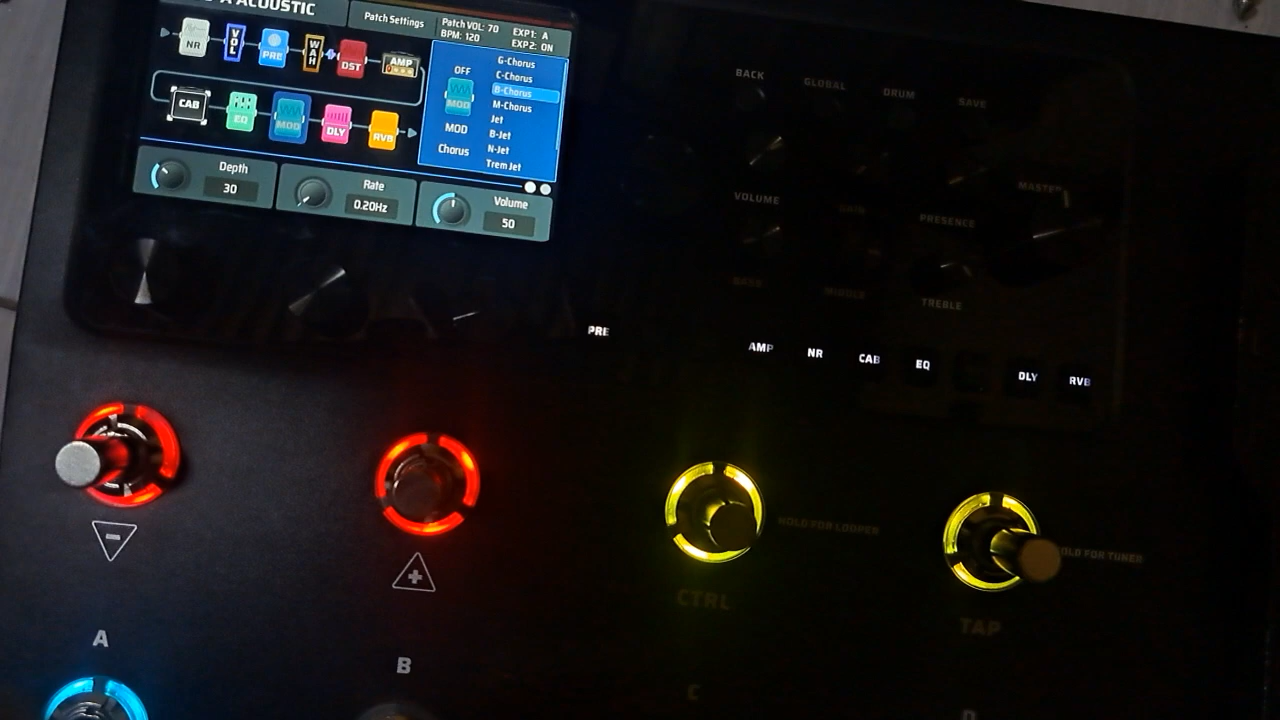 ACOUSTIC
Patch Settings
Patch VOL: 70
BPM: 120
EXP1: A
EXP2: ON
NR
VOL
PRE
WAH
DST
AMP
CAB
EQ
MOD
DLY
RVB
OFF
MOD
MOD
Chorus
G-Chorus
C-Chorus
B-Chorus
M-Chorus
Jet
B-Jet
N-Jet
Trem Jet
Depth
30
Rate
0.20Hz
Volume
50
BACK
GLOBAL
DRUM
SAVE
MASTER
VOLUME
GAIN
PRESENCE
BASS
MIDDLE
TREBLE
PRE
AMP
NR
CAB
EQ
DLY
RVB
-
+
HOLD FOR LOOPER
OLD FOR TUNER
CTRL
TAP
A
B
C
D